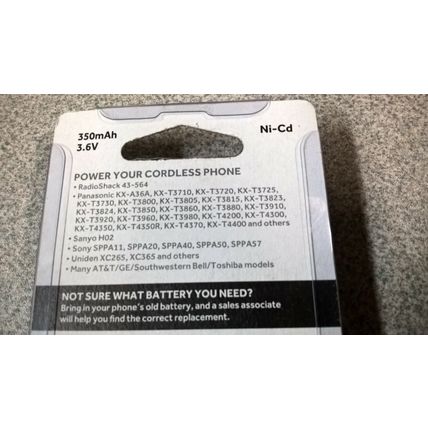 350mAh
3.6V
Ni-Cd
POWER YOUR CORDLESS PHONE
• RadioShack 43-564
• Panasonic KX-A36A, KX-T3710, KX-T3720, KX-T3725,
KX-T3730, KX-T3800, KX-T3805, KX-T3815, KX-T3823,
KX-T3824, KX-T3850, KX-T3860, KX-T3880, KX-T3910,
KX-T3920, KX-T3960, KX-T3980, KX-T4200, KX-T4300,
KX-T4350, KX-T4350R, KX-T4370, KX-T4400 and others
• Sanyo H02
• Sony SPPA11, SPPA20, SPPA40, SPPA50, SPPA57
• Uniden XC265, XC365 and others
• Many AT&T/GE/Southwestern Bell/Toshiba models
NOT SURE WHAT BATTERY YOU NEED?
Bring in your phone's old battery, and a sales associate
will help you find the correct replacement.